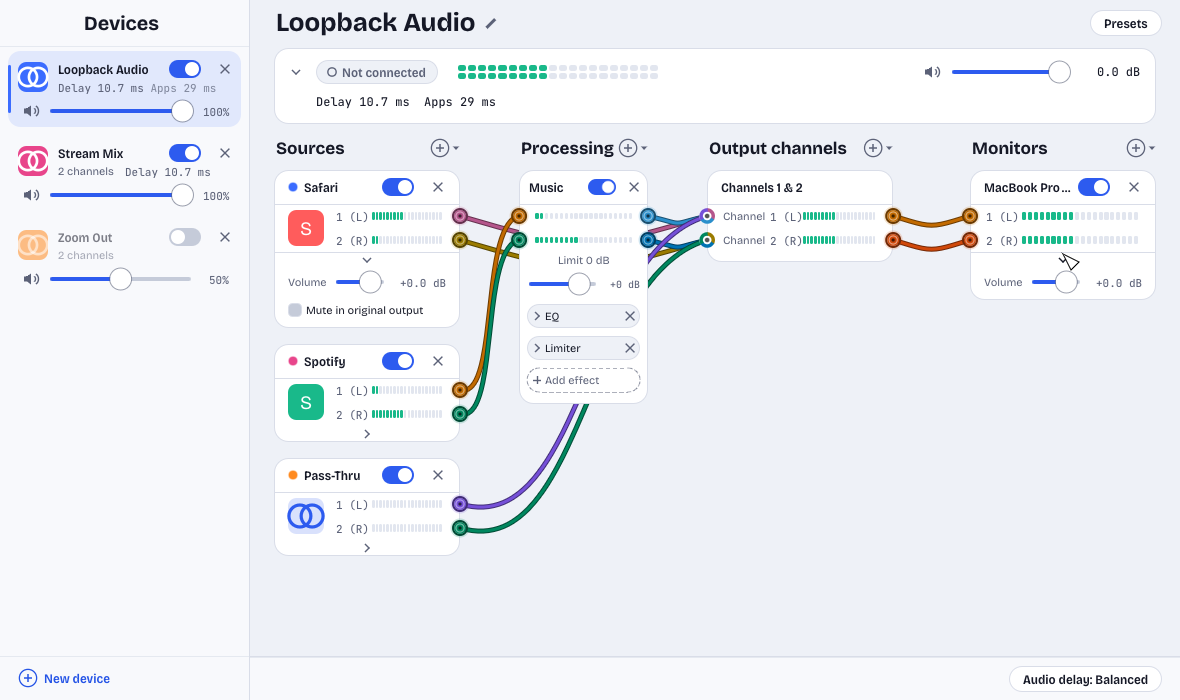 Devices
Loopback Audio
Delay 10.7 ms Apps 29 ms
100%
Stream Mix
2 channels Delay 10.7 ms
100%
Zoom Out
2 channels
50%
New device
Loopback Audio
Presets
Not connected
0.0 dB
Delay 10.7 ms Apps 29 ms
Sources
Processing
Output channels
Monitors
Safari
S
1 (L)
2 (R)
Volume +0.0 dB
Mute in original output
Spotify
S
1 (L)
2 (R)
Pass-Thru
1 (L)
2 (R)
Music
Limit 0 dB
+0 dB
EQ
Limiter
Add effect
Channels 1 & 2
Channel 1 (L)
Channel 2 (R)
MacBook Pro ...
1 (L)
2 (R)
Volume +0.0 dB
Audio delay: Balanced